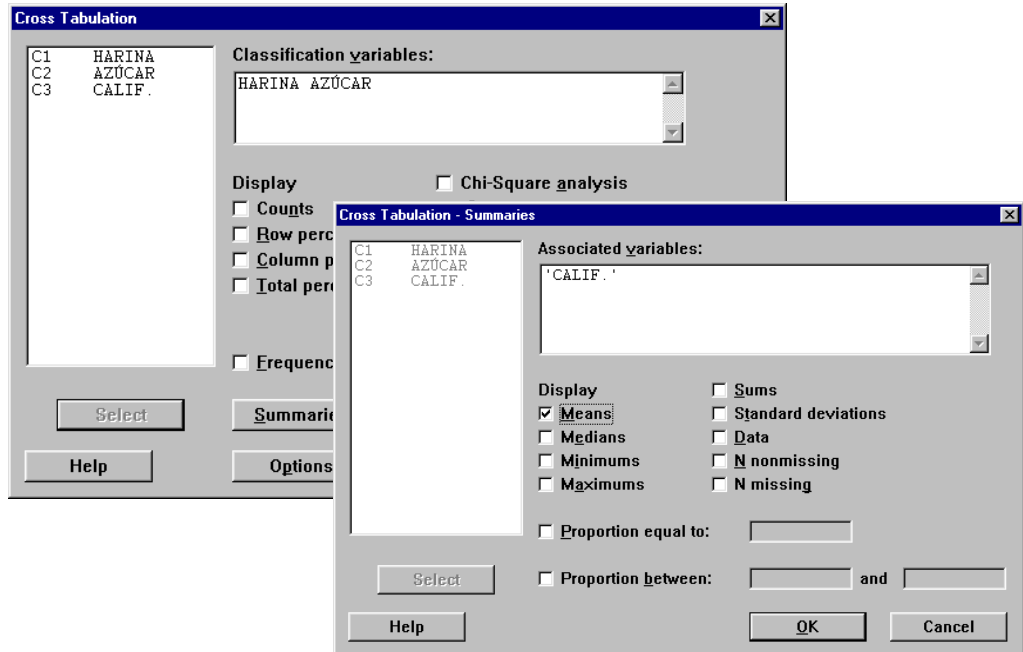 Cross Tabulation
C1 HARINA
C2 AZÚCAR
C3 CALIF.
Classification variables:
HARINA AZÚCAR
Display
Counts
Row perc
Column p
Total perc
Frequenc
Chi-Square analysis
Select
Summarie
Help
Options
Cross Tabulation - Summaries
C1 HARINA
C2 AZÚCAR
C3 CALIF.
Associated variables:
'CALIF.'
Display
Means
Medians
Minimums
Maximums
Sums
Standard deviations
Data
N nonmissing
N missing
Proportion equal to:
Proportion between: and
Select
Help
OK
Cancel